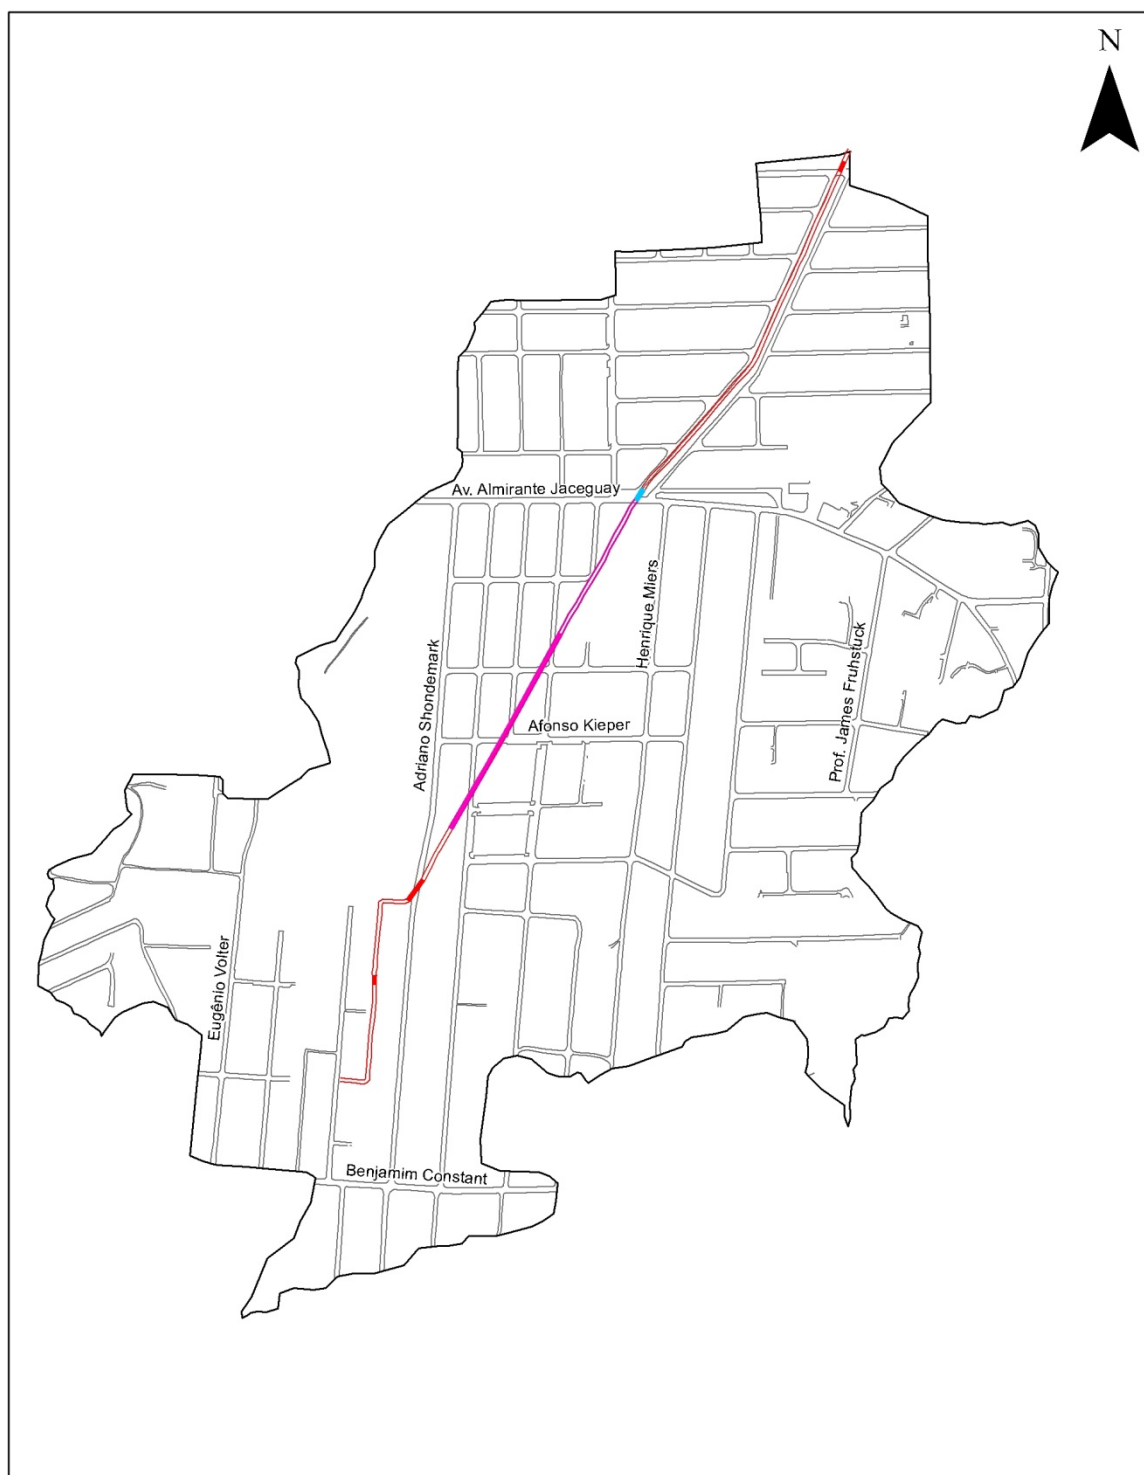 N
Av. Almirante Jaceguay
Henrique Miers
Prof. James Fruhstuck
Adriano Shondemark
Afonso Kieper
Eugênio Volter
Benjamim Constant